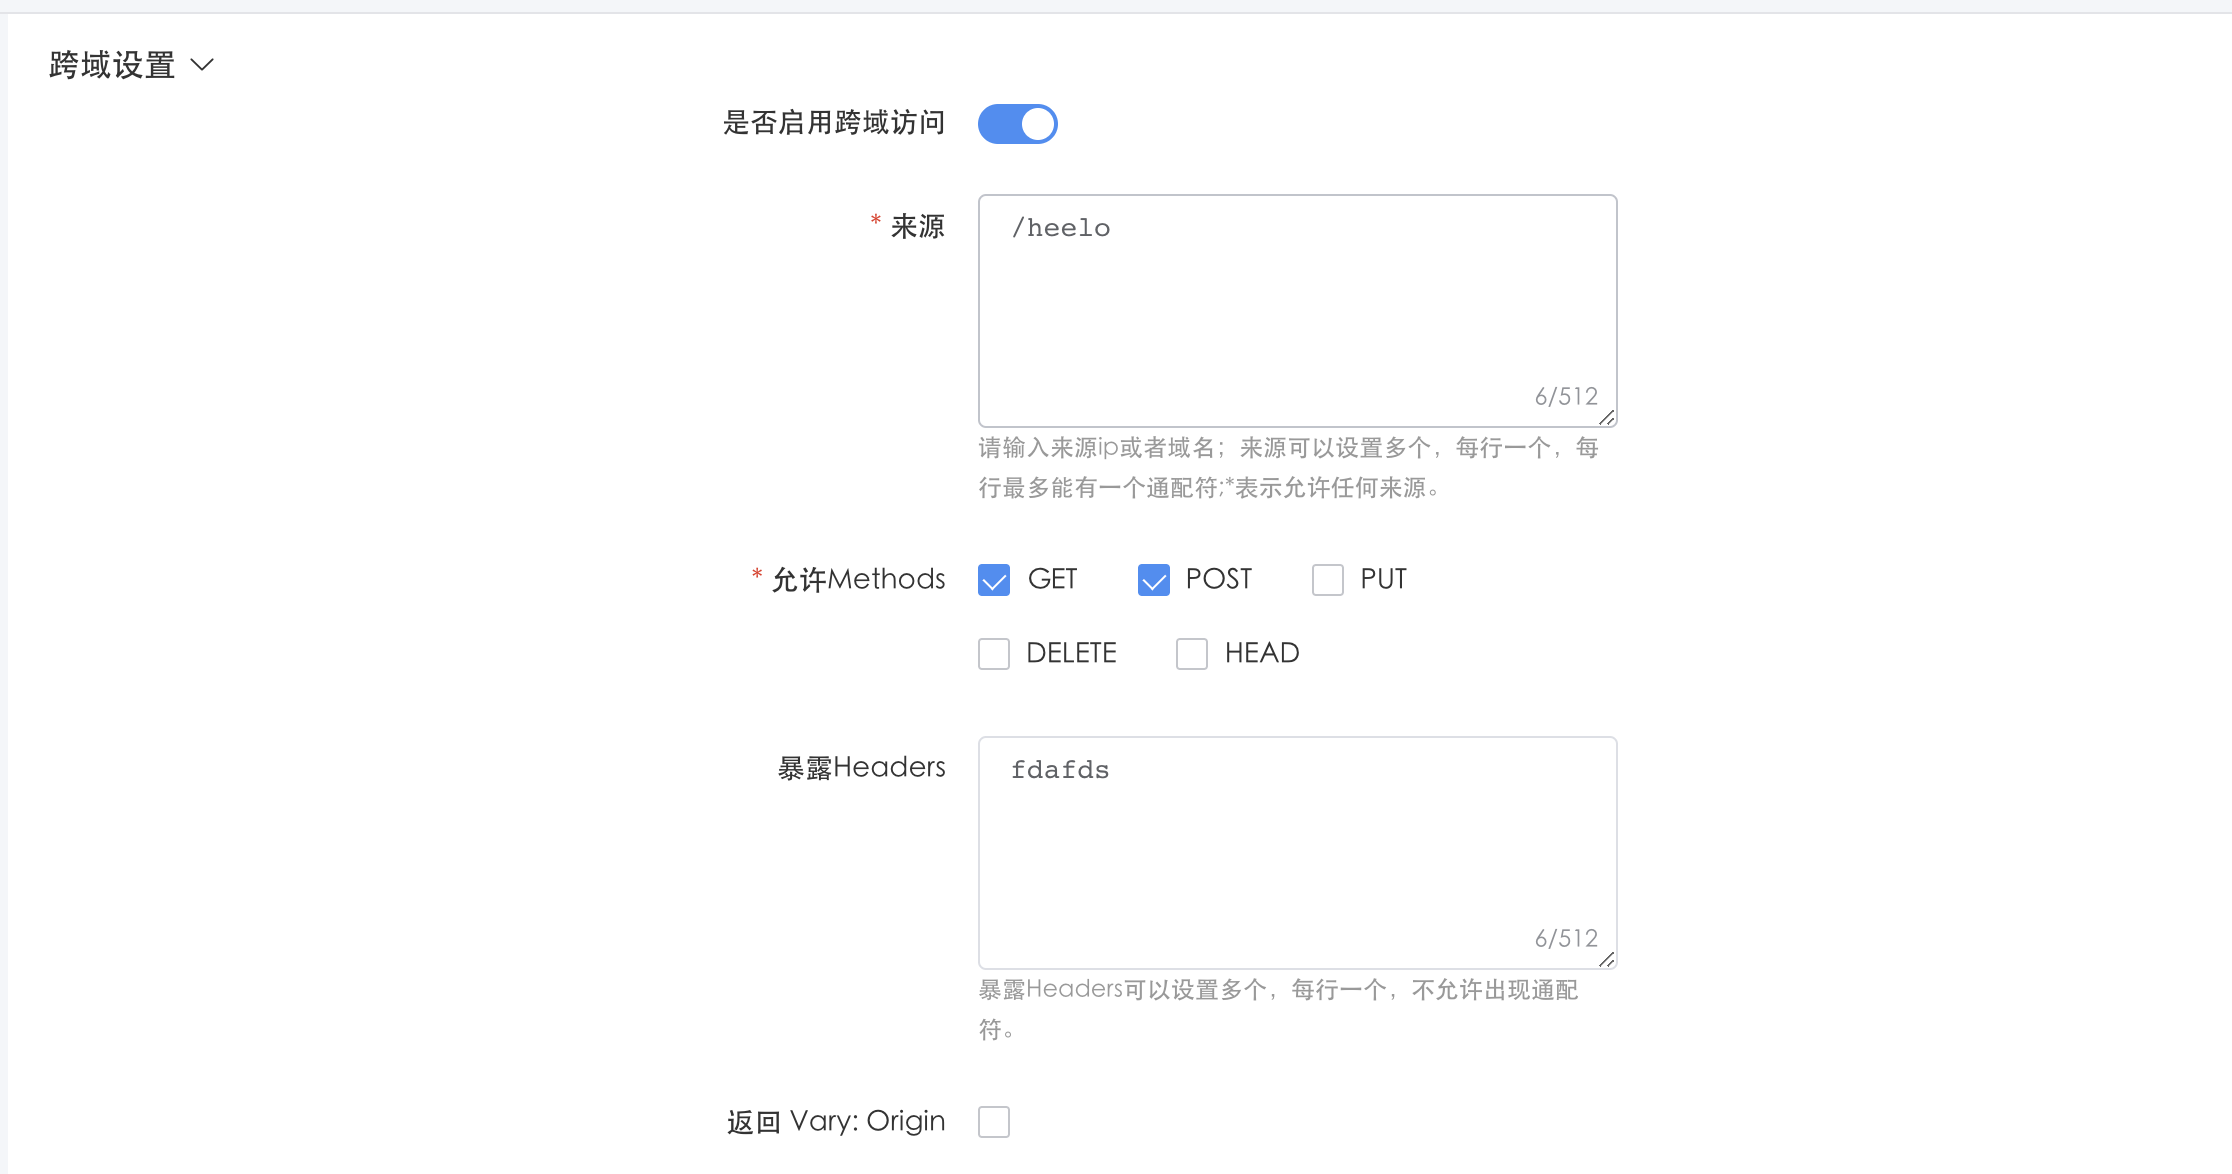 跨域设置
是否启用跨域访问
* 来源
/heelo
6/512
请输入来源ip或者域名；来源可以设置多个，每行一个，每
行最多能有一个通配符;*表示允许任何来源。
* 允许Methods
GET POST PUT
DELETE HEAD
暴露Headers
fdafds
6/512
暴露Headers可以设置多个，每行一个，不允许出现通配
符。
返回 Vary: Origin